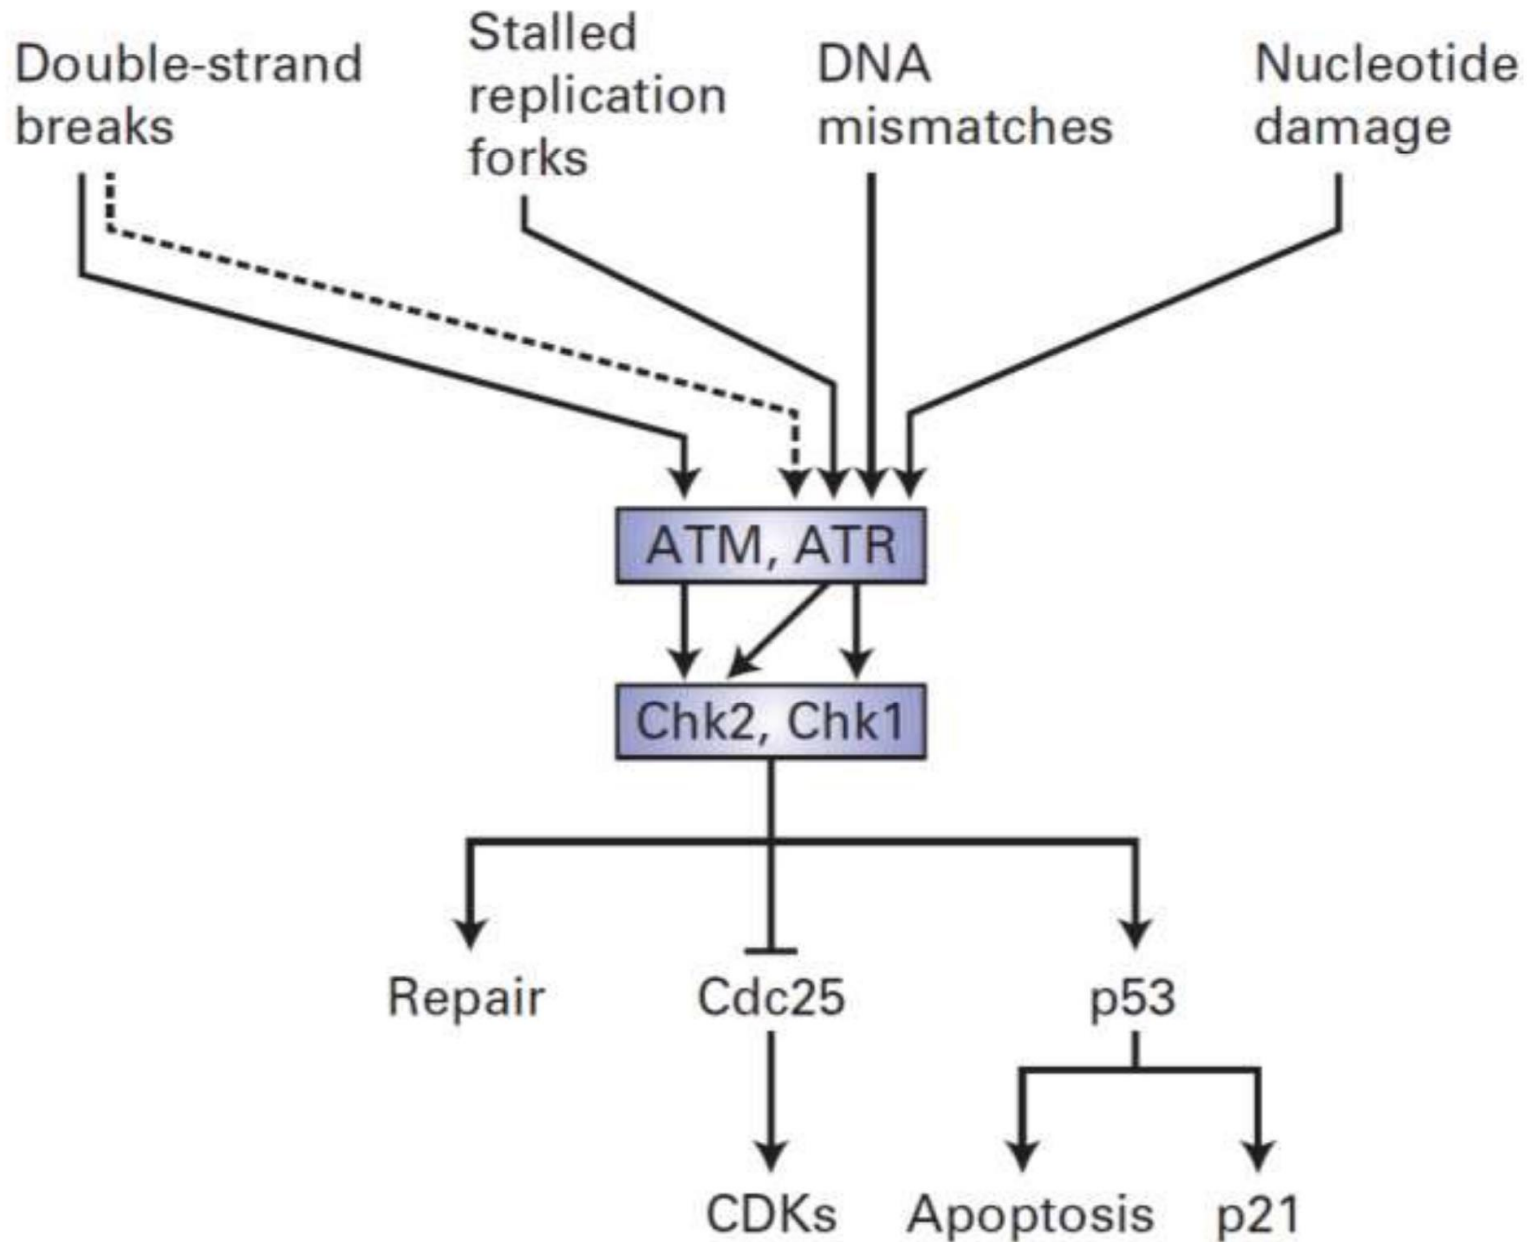 Double-strand
breaks
Stalled
replication
forks
DNA
mismatches
Nucleotide
damage
ATM, ATR
Chk2, Chk1
Repair
Cdc25
p53
CDKs
Apoptosis
p21